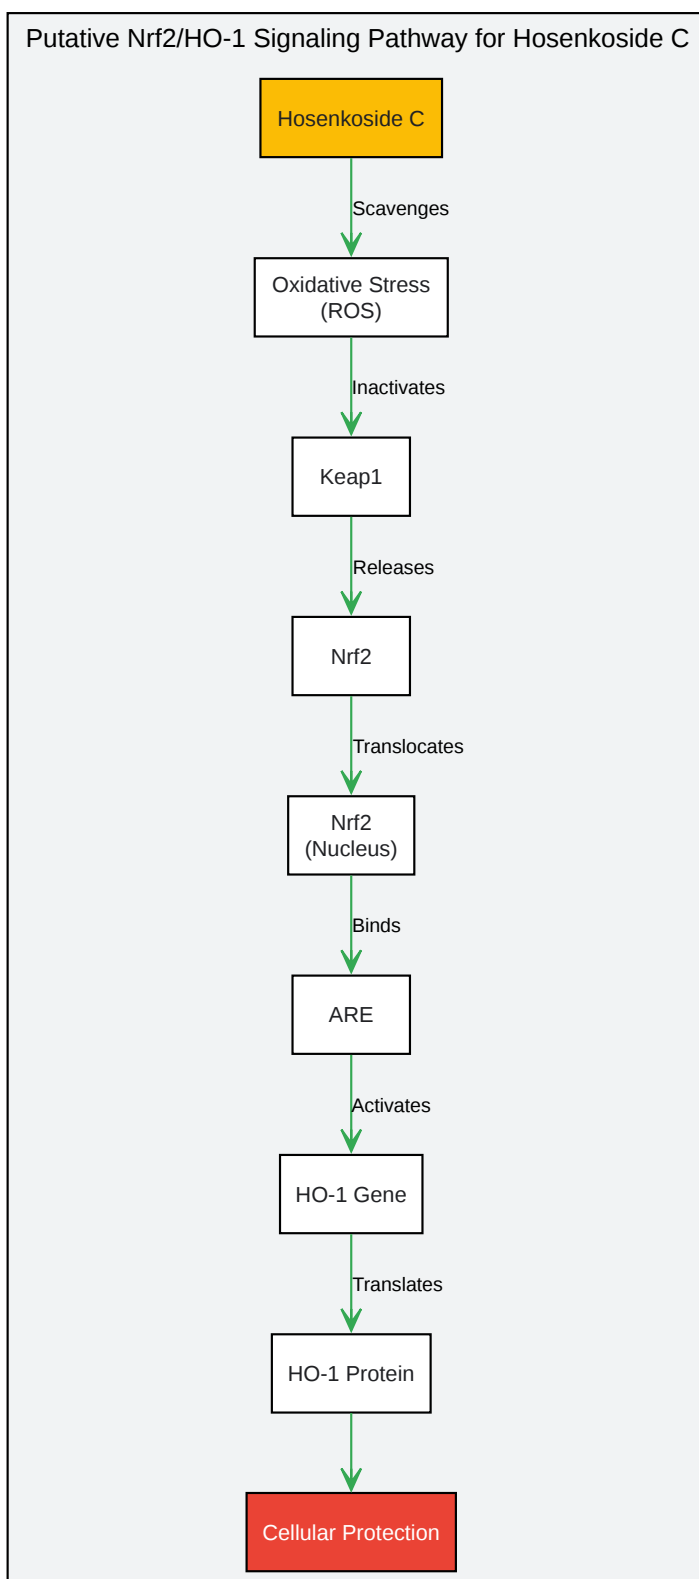 Putative Nrf2/HO-1 Signaling Pathway for Hosenkoside C
Hosenkoside C
Scavenges
Oxidative Stress
(ROS)
Inactivates
Keap1
Releases
Nrf2
Translocates
Nrf2
(Nucleus)
Binds
ARE
Activates
HO-1 Gene
Translates
HO-1 Protein
Cellular Protection